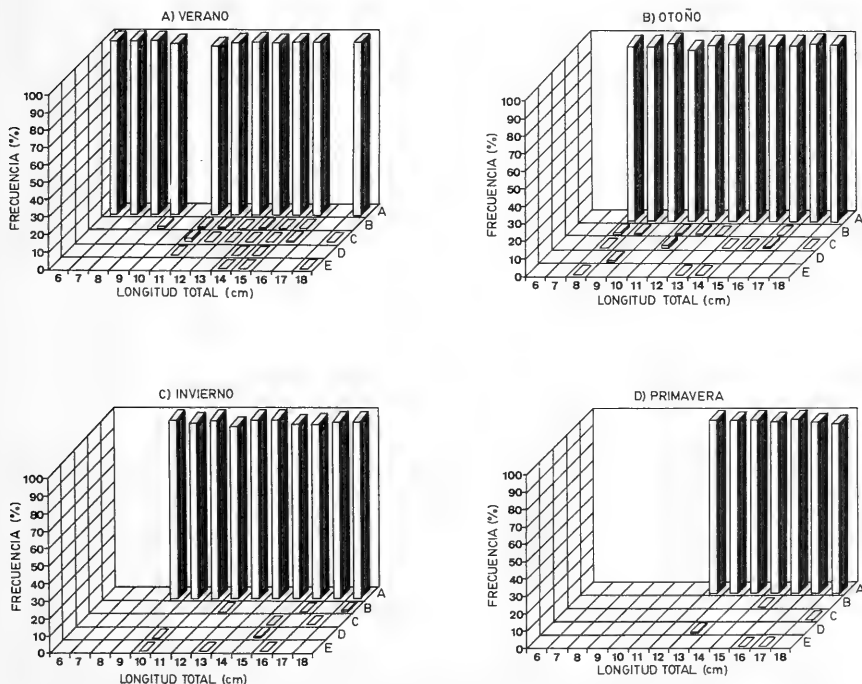 A) VERANO
FRECUENCIA (%)
100
90
80
70
60
50
40
30
20
10
0
6 7 8 9 10 11 12 13 14 15 16 17 18
LONGITUD TOTAL (cm)
A
B
C
D
E
B) OTOÑO
FRECUENCIA (%)
100
90
80
70
60
50
40
30
20
10
0
6 7 8 9 10 11 12 13 14 15 16 17 18
LONGITUD TOTAL (cm)
A
B
C
D
E
C) INVIERNO
FRECUENCIA (%)
100
90
80
70
60
50
40
30
20
10
0
6 7 8 9 10 11 12 13 14 15 16 17 18
LONGITUD TOTAL (cm)
A
B
C
D
E
D) PRIMAVERA
FRECUENCIA (%)
100
90
80
70
60
50
40
30
20
10
0
6 7 8 9 10 11 12 13 14 15 16 17 18
LONGITUD TOTAL (cm)
A
B
C
D
E